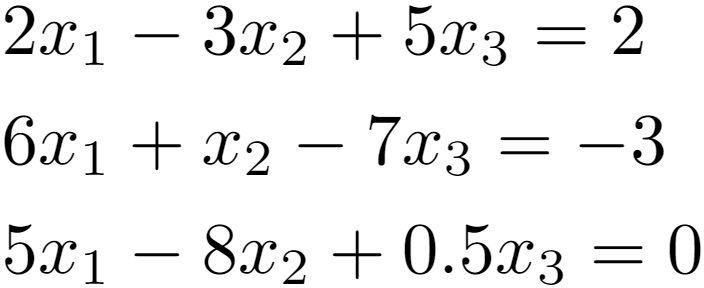 2x₁ − 3x₂ + 5x₃ = 2
6x₁ + x₂ − 7x₃ = −3
5x₁ − 8x₂ + 0.5x₃ = 0